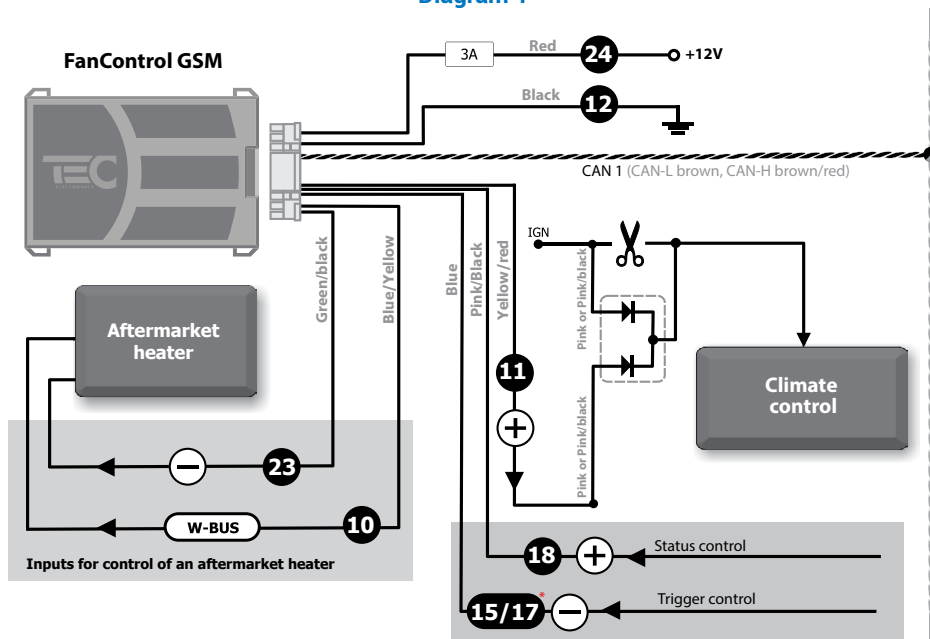 Diagram 1
FanControl GSM
TEC
ELECTRONICS
3A
Red
24
+12V
Black
12
CAN 1 (CAN-L brown, CAN-H brown/red)
Green/black
Blue/Yellow
Blue
Pink/Black
Yellow/red
IGN
Pink or Pink/black
Pink or Pink/black
Aftermarket
heater
11
+
Climate
control
−
23
W-BUS
10
Inputs for control of an aftermarket heater
18
+
Status control
15/17*
−
Trigger control